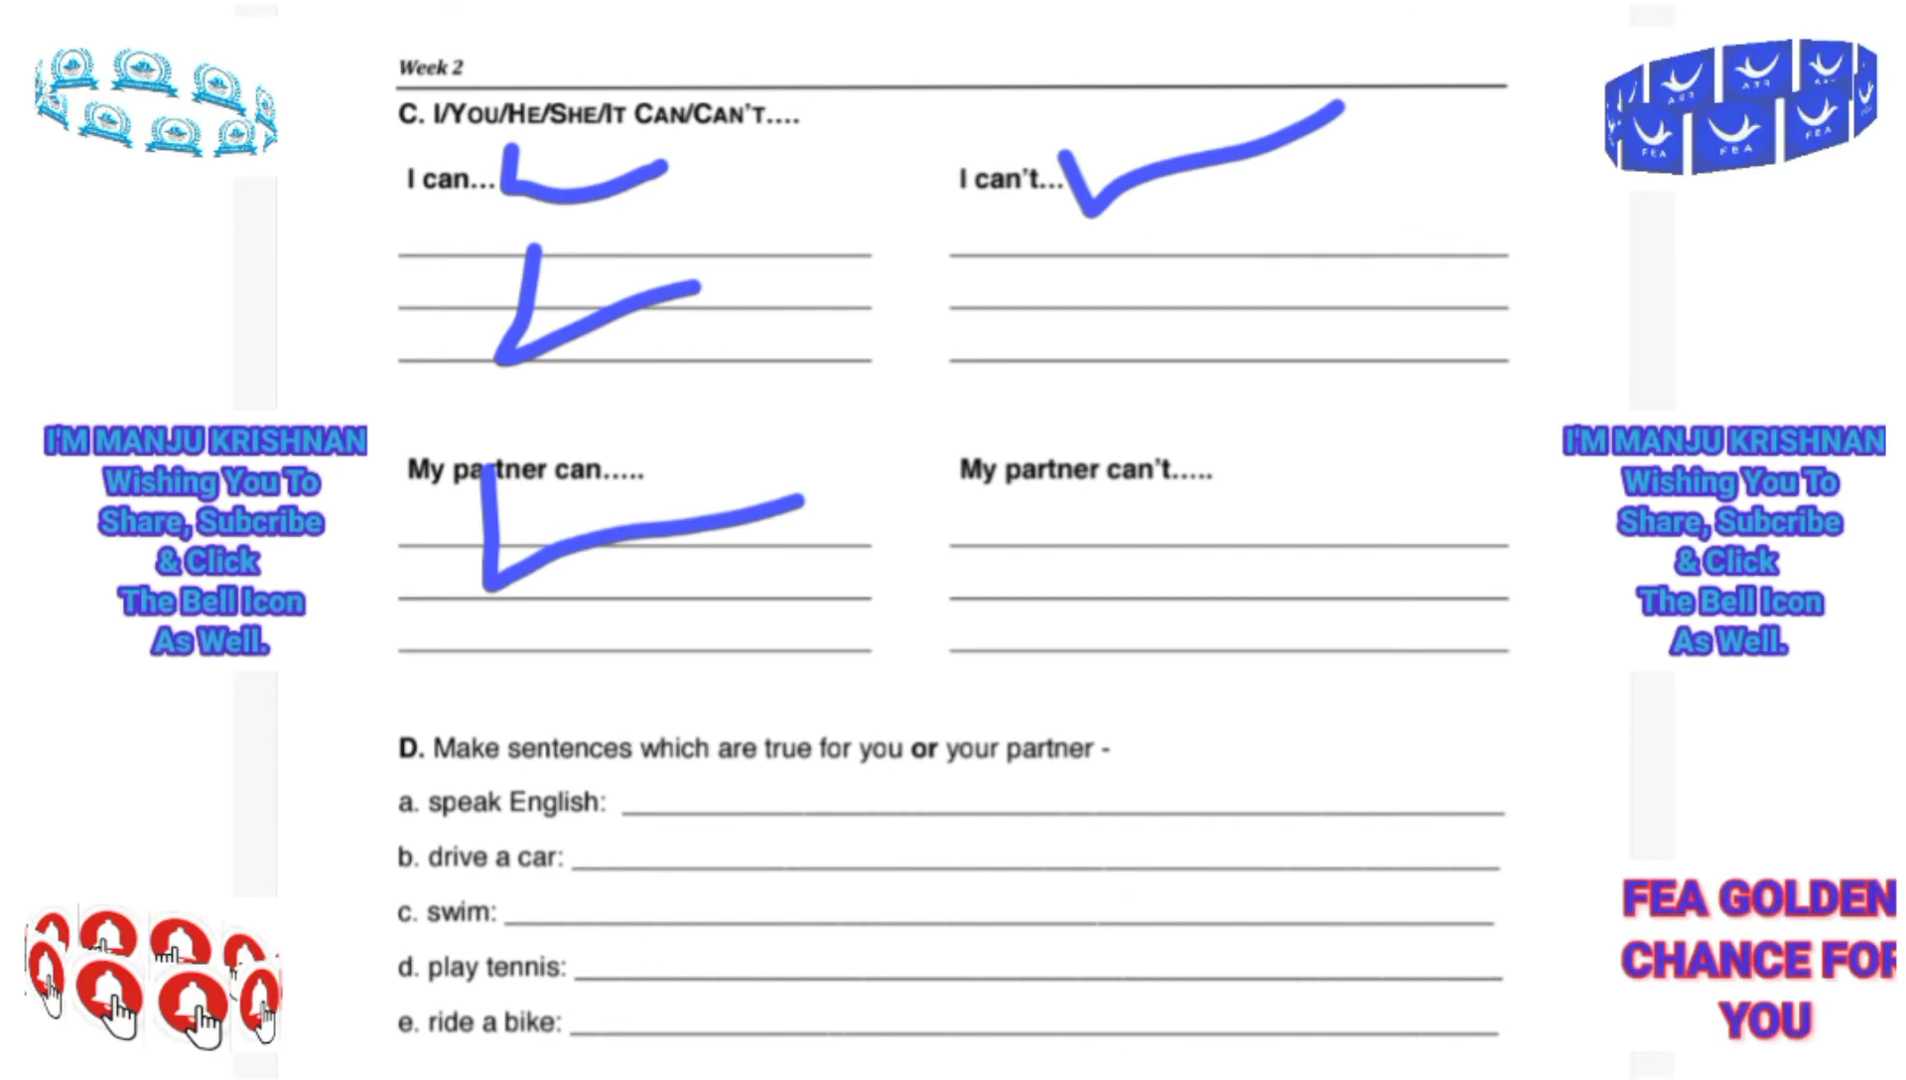 Week 2
C. I/YOU/HE/SHE/IT CAN/CAN'T....
I can...
I can't...
My partner can.....
My partner can't.....
D. Make sentences which are true for you or your partner -
a. speak English:
b. drive a car:
c. swim:
d. play tennis:
e. ride a bike:
I'M MANJU KRISHNAN
Wishing You To
Share, Subcribe
& Click
The Bell Icon
As Well.
I'M MANJU KRISHNAN
Wishing You To
Share, Subcribe
& Click
The Bell Icon
As Well.
FEA
FEA
FEA
FEA GOLDEN
CHANCE FOR
YOU